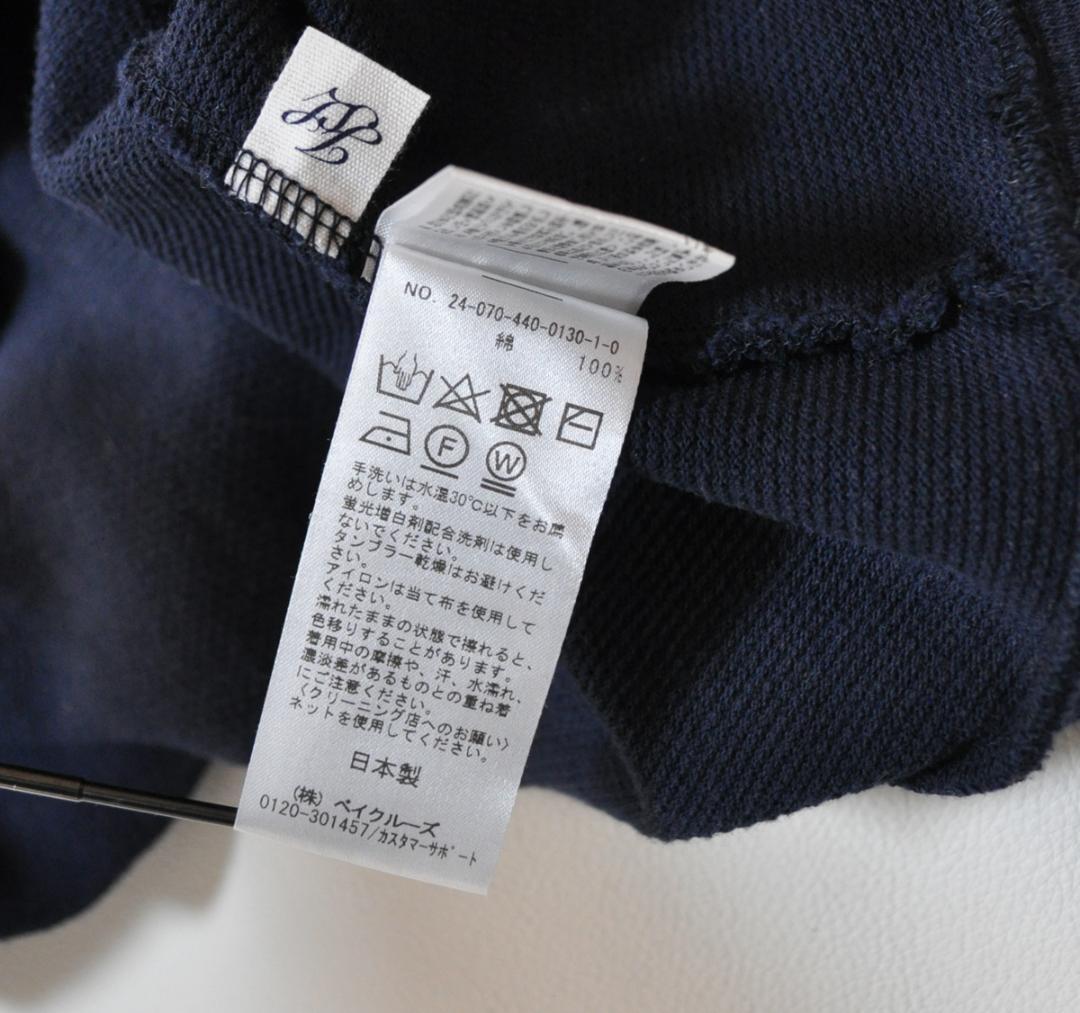 NO. 24-070-440-0130-1-0
綿 100%
F W
手洗いは水温30℃以下をお薦
めします。
蛍光増白剤配合洗剤は使用し
ないでください。
タンブラー乾燥はお避けくだ
さい。
アイロンは当て布を使用して
ください。
濡れたままの状態で擦れると、
色移りすることがあります。
着用中の摩擦や、汗、水濡れ、
濃淡差があるものとの重ね着
にご注意ください。
〈クリーニング店へのお願い〉
ネットを使用してください。
日本製
(株) ベイクルーズ
0120-301457/カスタマーサポート